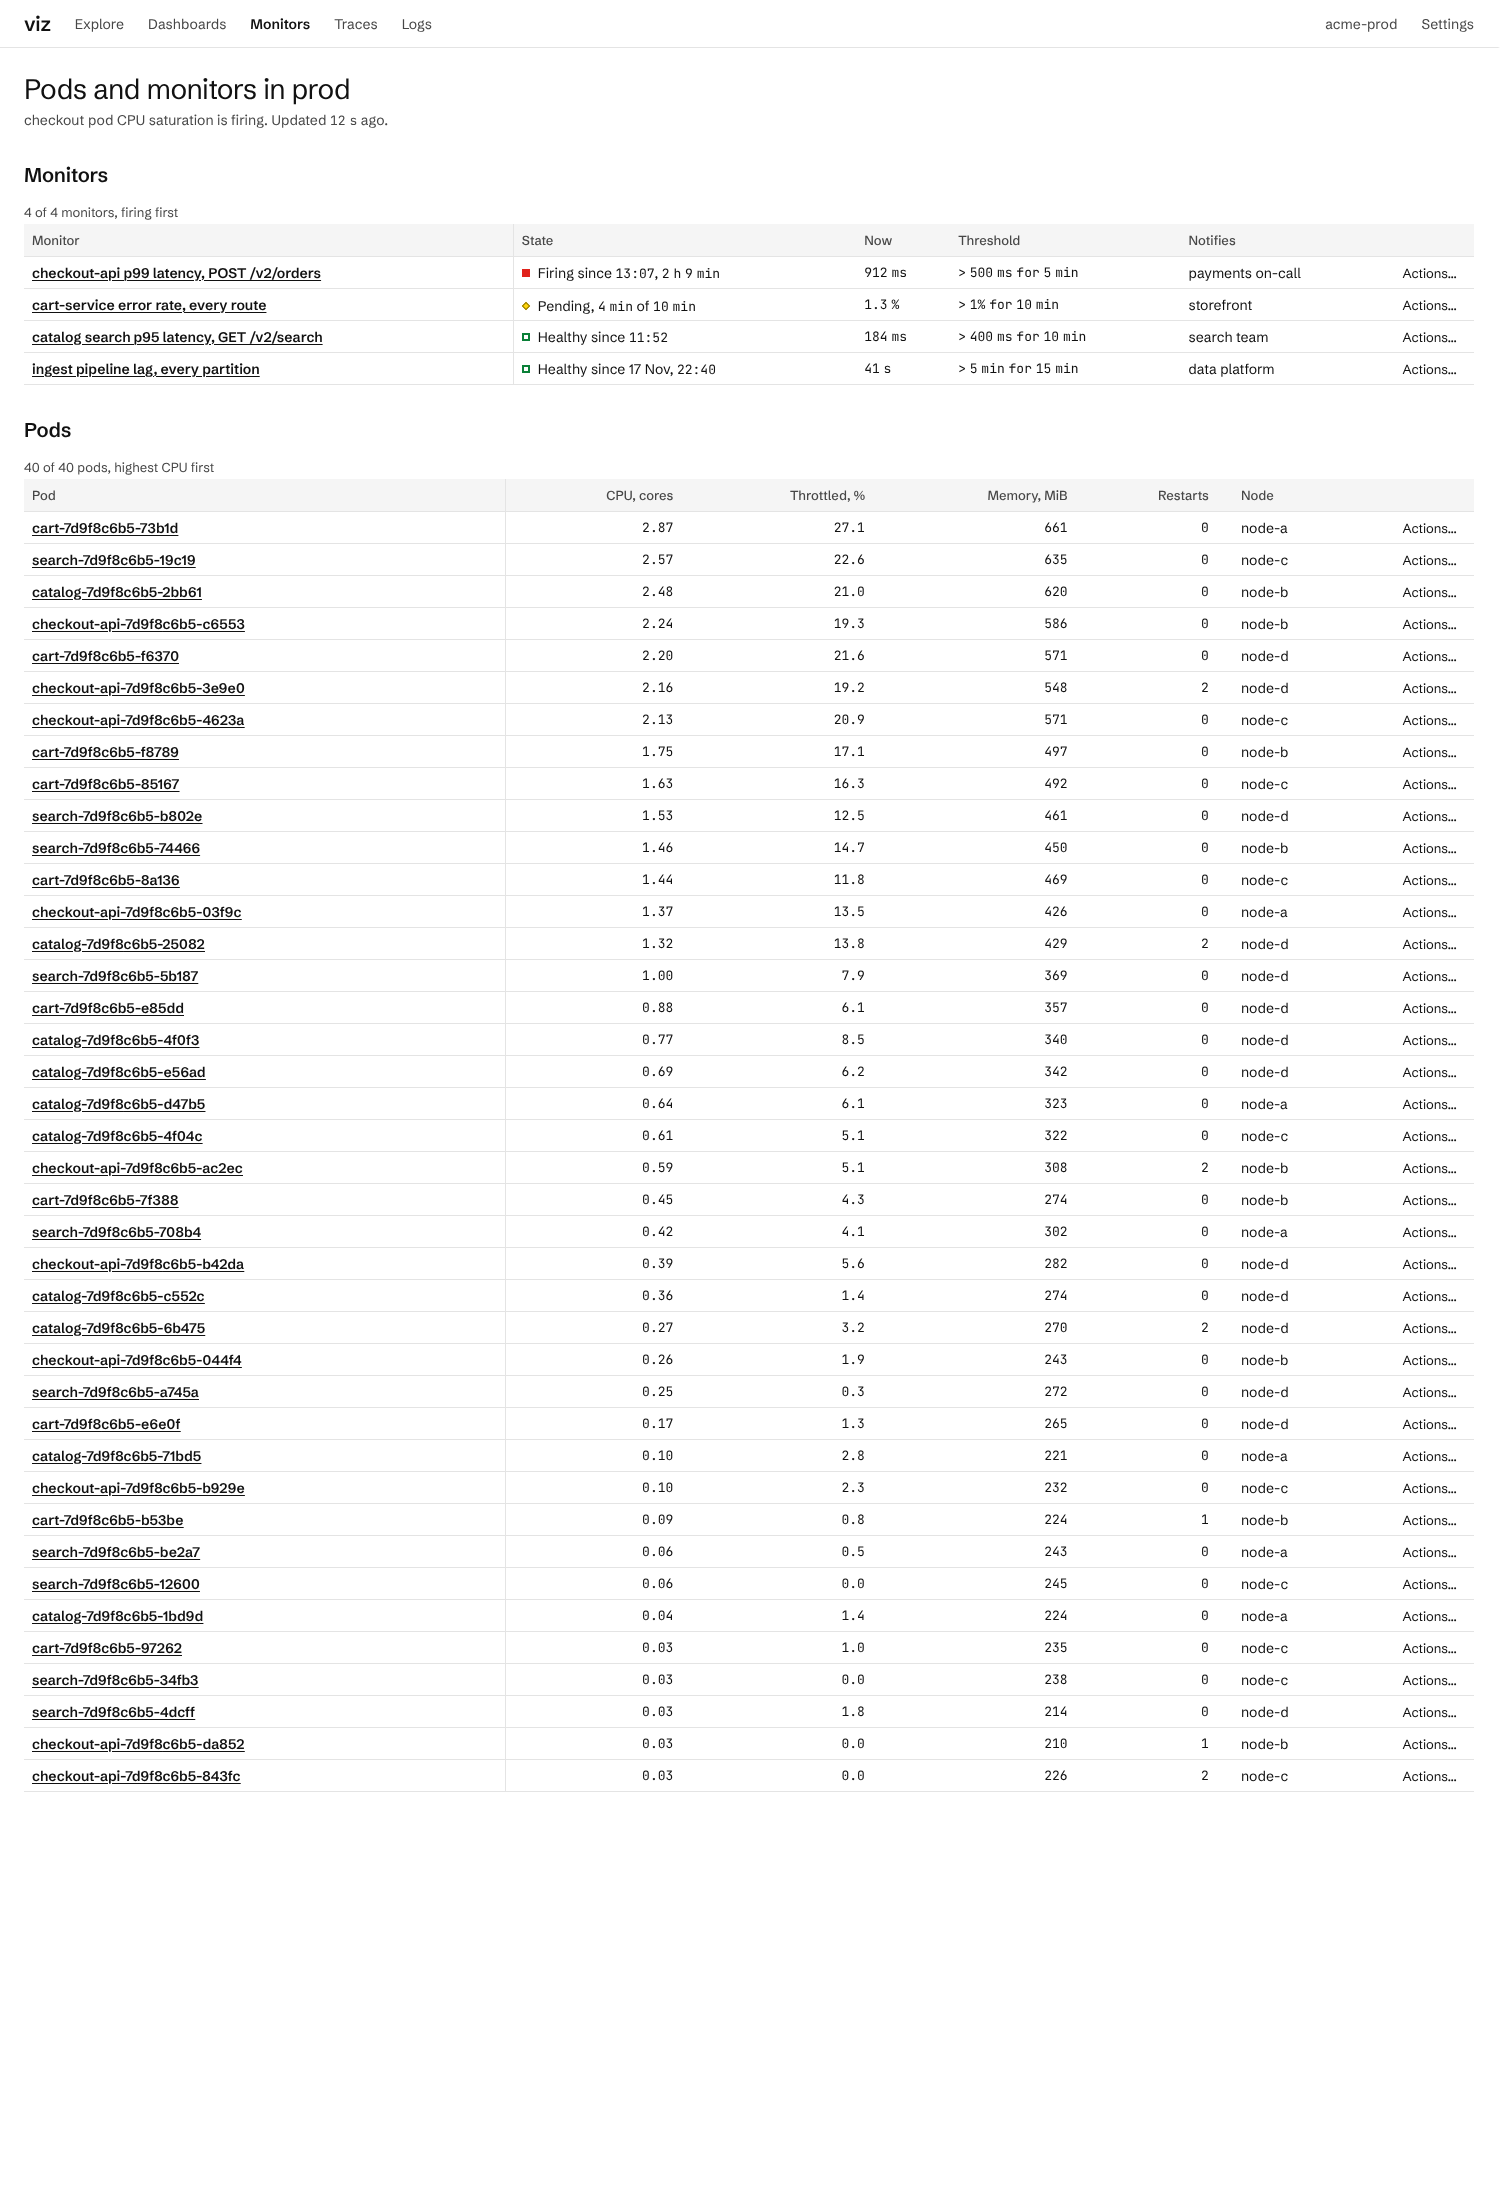 viz Explore Dashboards Monitors Traces Logs acme-prod Settings
Pods and monitors in prod
checkout pod CPU saturation is firing. Updated 12 s ago.
Monitors
4 of 4 monitors, firing first
Monitor State Now Threshold Notifies
checkout-api p99 latency, POST /v2/orders Firing since 13:07, 2 h 9 min 912 ms > 500 ms for 5 min payments on-call Actions…
cart-service error rate, every route Pending, 4 min of 10 min 1.3 % > 1% for 10 min storefront Actions…
catalog search p95 latency, GET /v2/search Healthy since 11:52 184 ms > 400 ms for 10 min search team Actions…
ingest pipeline lag, every partition Healthy since 17 Nov, 22:40 41 s > 5 min for 15 min data platform Actions…
Pods
40 of 40 pods, highest CPU first
Pod CPU, cores Throttled, % Memory, MiB Restarts Node
cart-7d9f8c6b5-73b1d 2.87 27.1 661 0 node-a Actions…
search-7d9f8c6b5-19c19 2.57 22.6 635 0 node-c Actions…
catalog-7d9f8c6b5-2bb61 2.48 21.0 620 0 node-b Actions…
checkout-api-7d9f8c6b5-c6553 2.24 19.3 586 0 node-b Actions…
cart-7d9f8c6b5-f6370 2.20 21.6 571 0 node-d Actions…
checkout-api-7d9f8c6b5-3e9e0 2.16 19.2 548 2 node-d Actions…
checkout-api-7d9f8c6b5-4623a 2.13 20.9 571 0 node-c Actions…
cart-7d9f8c6b5-f8789 1.75 17.1 497 0 node-b Actions…
cart-7d9f8c6b5-85167 1.63 16.3 492 0 node-c Actions…
search-7d9f8c6b5-b802e 1.53 12.5 461 0 node-d Actions…
search-7d9f8c6b5-74466 1.46 14.7 450 0 node-b Actions…
cart-7d9f8c6b5-8a136 1.44 11.8 469 0 node-c Actions…
checkout-api-7d9f8c6b5-03f9c 1.37 13.5 426 0 node-a Actions…
catalog-7d9f8c6b5-25082 1.32 13.8 429 2 node-d Actions…
search-7d9f8c6b5-5b187 1.00 7.9 369 0 node-d Actions…
cart-7d9f8c6b5-e85dd 0.88 6.1 357 0 node-d Actions…
catalog-7d9f8c6b5-4f0f3 0.77 8.5 340 0 node-d Actions…
catalog-7d9f8c6b5-e56ad 0.69 6.2 342 0 node-d Actions…
catalog-7d9f8c6b5-d47b5 0.64 6.1 323 0 node-a Actions…
catalog-7d9f8c6b5-4f04c 0.61 5.1 322 0 node-c Actions…
checkout-api-7d9f8c6b5-ac2ec 0.59 5.1 308 2 node-b Actions…
cart-7d9f8c6b5-7f388 0.45 4.3 274 0 node-b Actions…
search-7d9f8c6b5-708b4 0.42 4.1 302 0 node-a Actions…
checkout-api-7d9f8c6b5-b42da 0.39 5.6 282 0 node-d Actions…
catalog-7d9f8c6b5-c552c 0.36 1.4 274 0 node-d Actions…
catalog-7d9f8c6b5-6b475 0.27 3.2 270 2 node-d Actions…
checkout-api-7d9f8c6b5-044f4 0.26 1.9 243 0 node-b Actions…
search-7d9f8c6b5-a745a 0.25 0.3 272 0 node-d Actions…
cart-7d9f8c6b5-e6e0f 0.17 1.3 265 0 node-d Actions…
catalog-7d9f8c6b5-71bd5 0.10 2.8 221 0 node-a Actions…
checkout-api-7d9f8c6b5-b929e 0.10 2.3 232 0 node-c Actions…
cart-7d9f8c6b5-b53be 0.09 0.8 224 1 node-b Actions…
search-7d9f8c6b5-be2a7 0.06 0.5 243 0 node-a Actions…
search-7d9f8c6b5-12600 0.06 0.0 245 0 node-c Actions…
catalog-7d9f8c6b5-1bd9d 0.04 1.4 224 0 node-a Actions…
cart-7d9f8c6b5-97262 0.03 1.0 235 0 node-c Actions…
search-7d9f8c6b5-34fb3 0.03 0.0 238 0 node-c Actions…
search-7d9f8c6b5-4dcff 0.03 1.8 214 0 node-d Actions…
checkout-api-7d9f8c6b5-da852 0.03 0.0 210 1 node-b Actions…
checkout-api-7d9f8c6b5-843fc 0.03 0.0 226 2 node-c Actions…